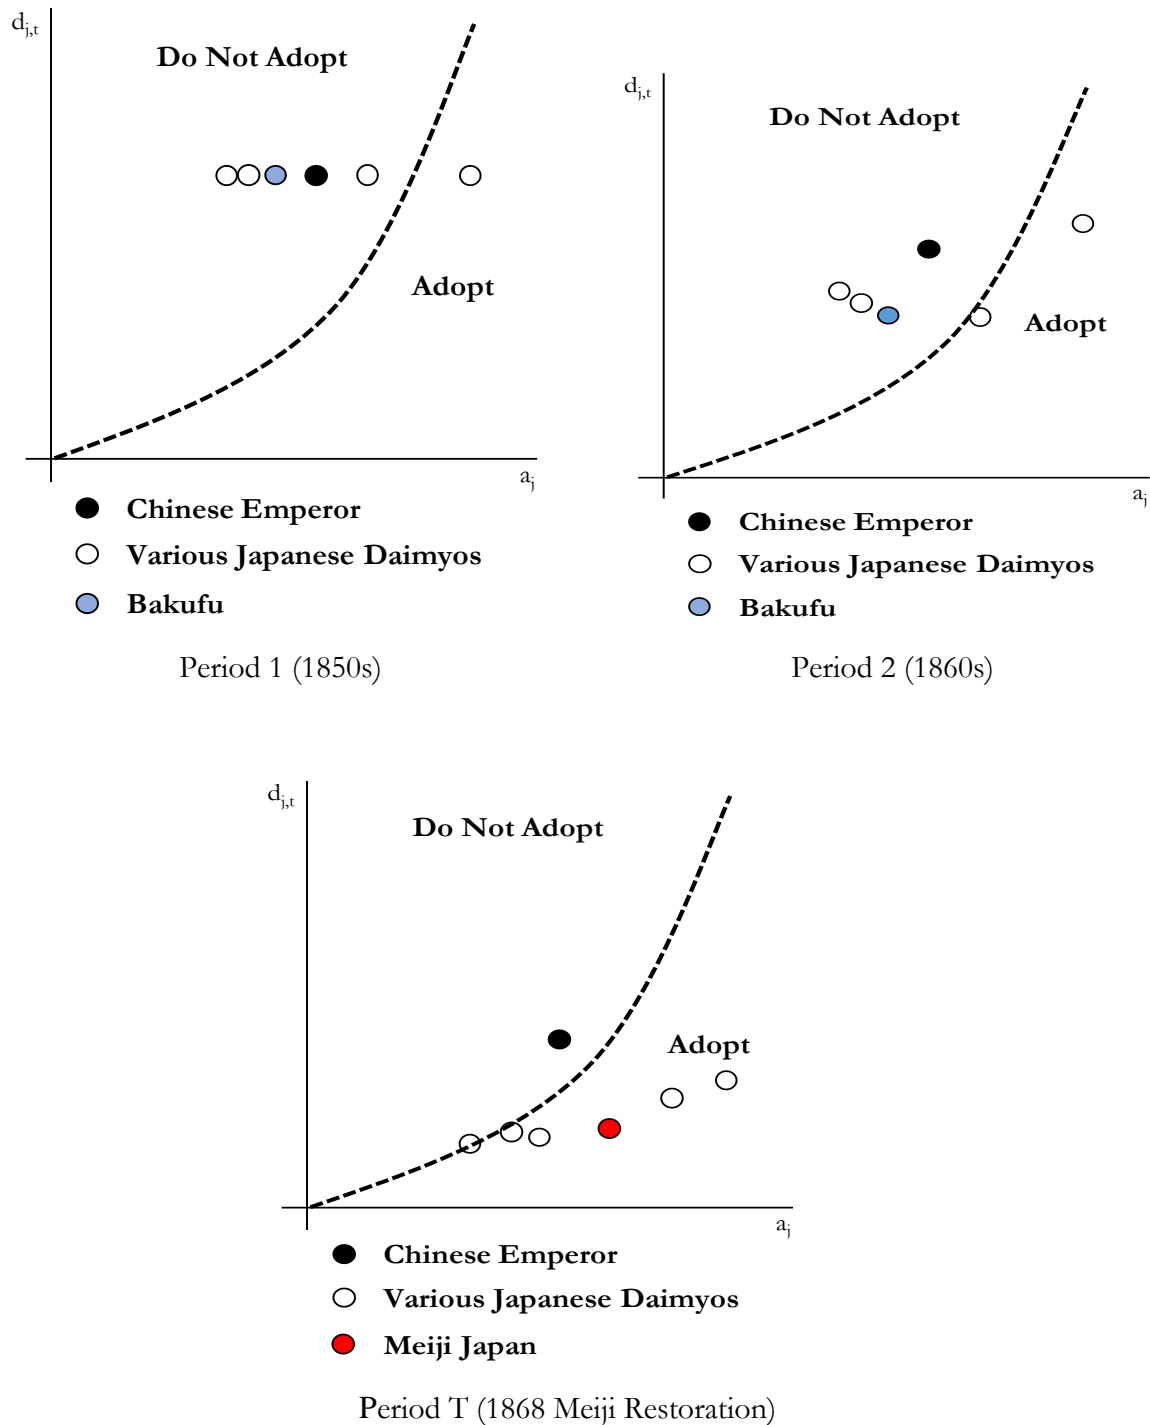 d_{j,t}
Do Not Adopt
Adopt
a_j
Chinese Emperor
Various Japanese Daimyos
Bakufu
Period 1 (1850s)
d_{j,t}
Do Not Adopt
Adopt
a_j
Chinese Emperor
Various Japanese Daimyos
Bakufu
Period 2 (1860s)
d_{j,t}
Do Not Adopt
Adopt
a_j
Chinese Emperor
Various Japanese Daimyos
Meiji Japan
Period T (1868 Meiji Restoration)